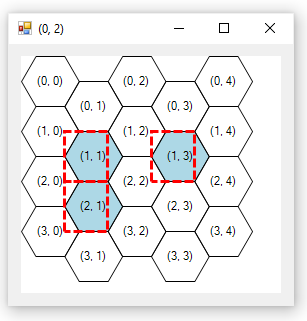 (0, 2)
(0, 0) (0, 2) (0, 4)
(0, 1) (0, 3)
(1, 0) (1, 2) (1, 4)
(1, 1) (1, 3)
(2, 0) (2, 2) (2, 4)
(2, 1) (2, 3)
(3, 0) (3, 2) (3, 4)
(3, 1) (3, 3)